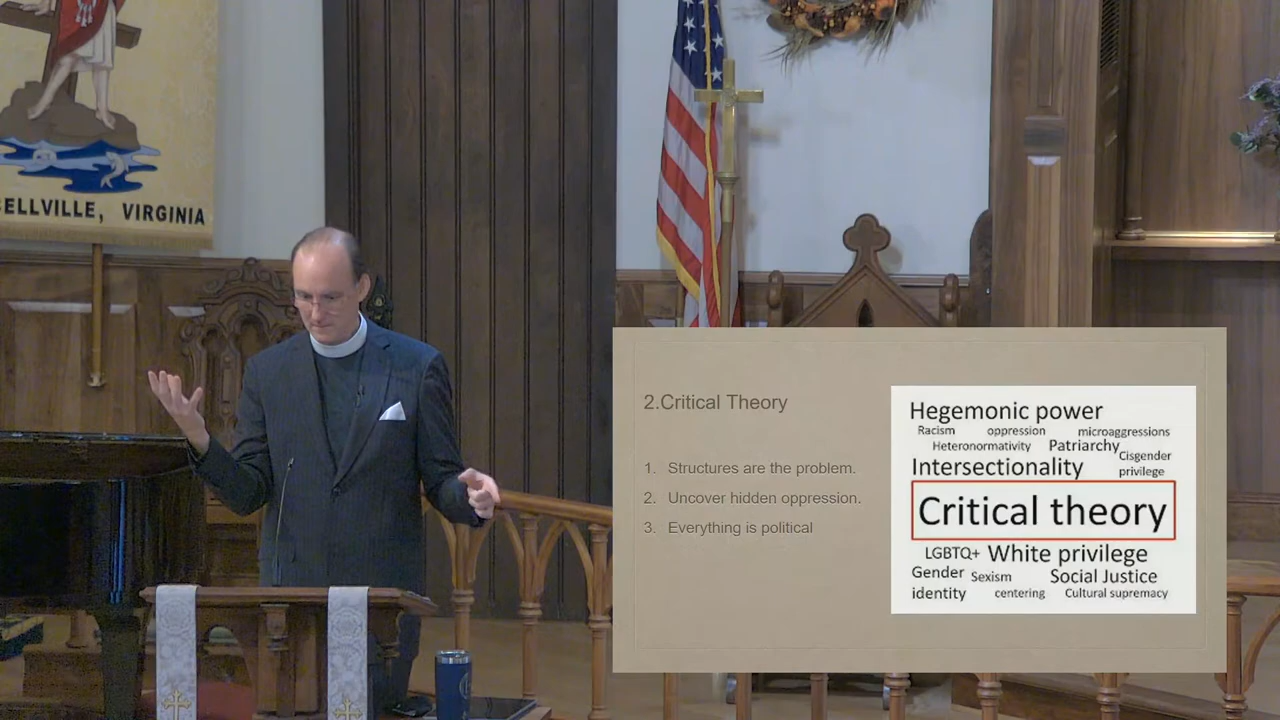 ELLVILLE, VIRGINIA
2.Critical Theory
1. Structures are the problem.
2. Uncover hidden oppression.
3. Everything is political
Hegemonic power
Racism oppression microaggressions
Heteronormativity Patriarchy
Cisgender
Intersectionality privilege
Critical theory
LGBTQ+ White privilege
Gender Sexism Social Justice
identity centering Cultural supremacy